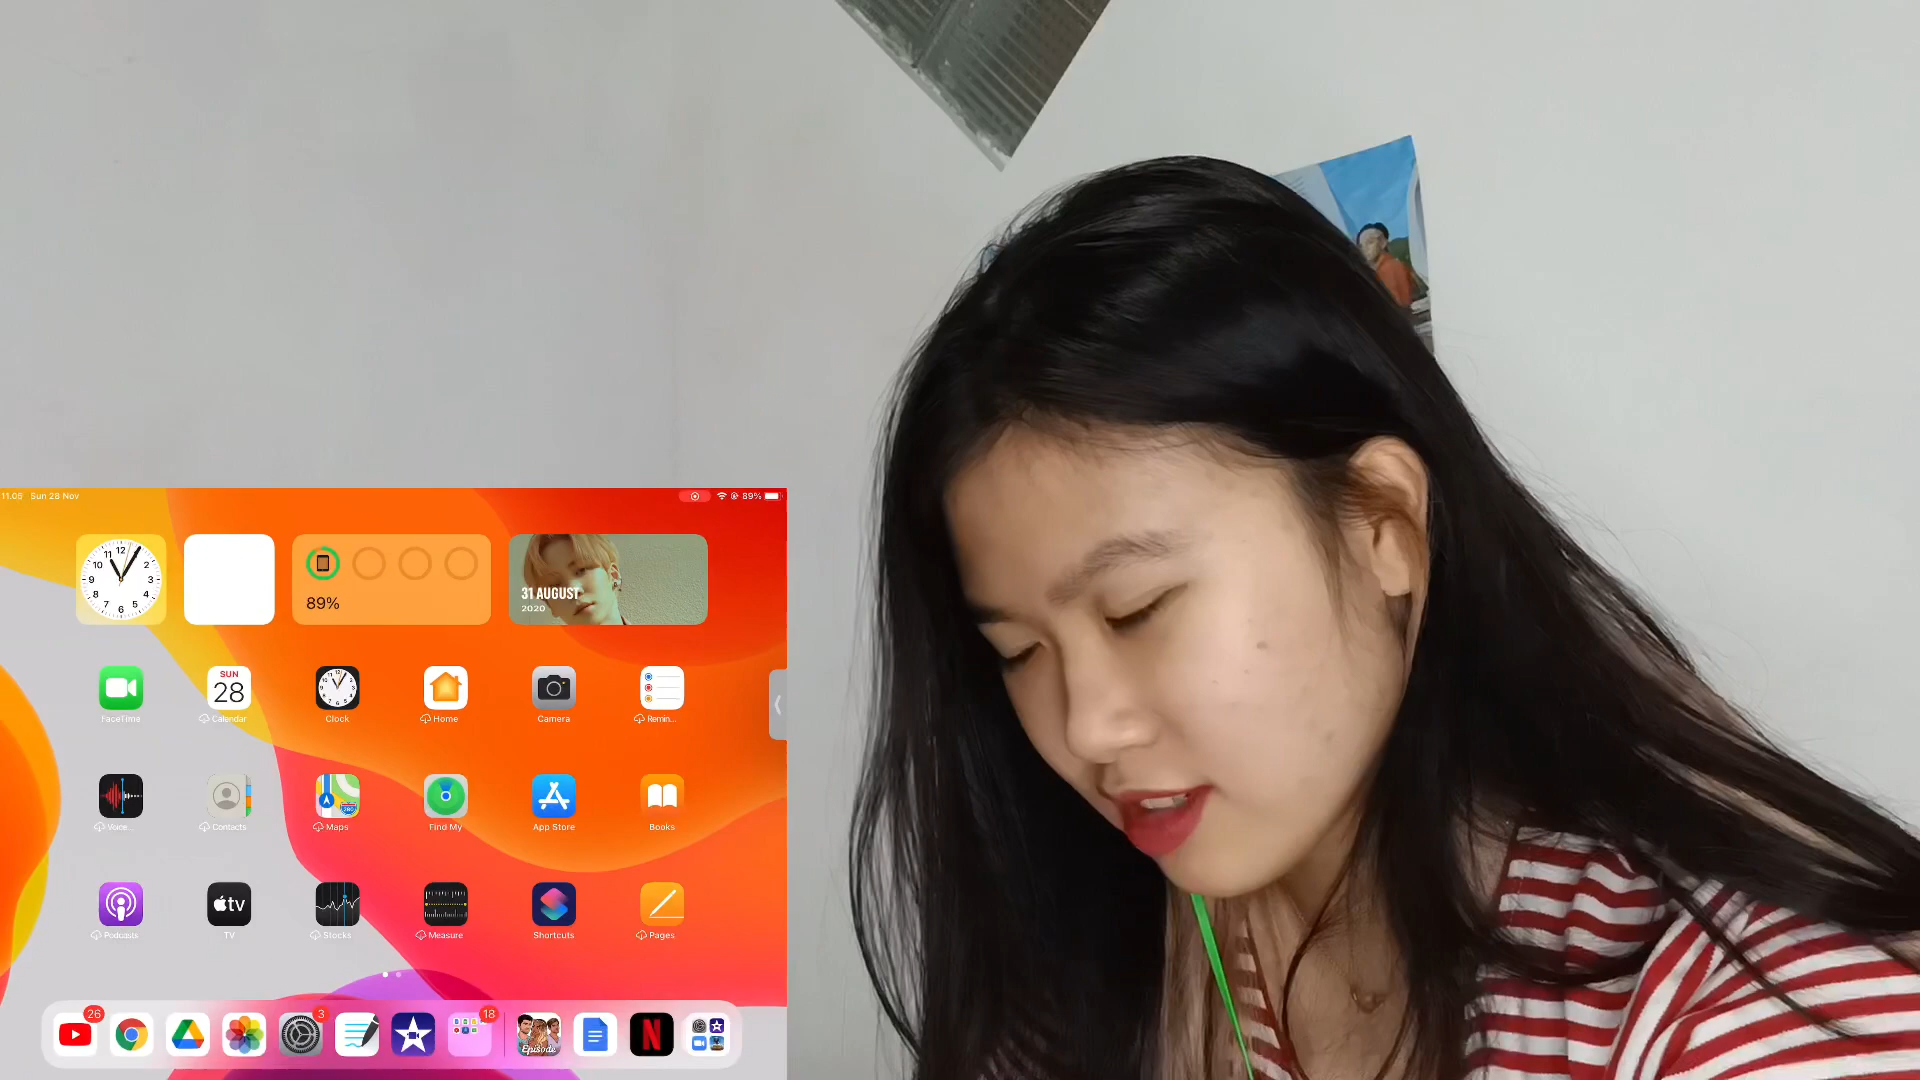 11.05 Sun 28 Nov
89%
12
11
10
9
8
7
6
5
4
3
2
89%
31 AUGUST
2020
FaceTime
SUN
28
Calendar
Clock
Home
Camera
Remin...
Voice...
Contacts
280
Maps
Find My
App Store
Books
Podcasts
tv
TV
Stocks
Measure
Shortcuts
Pages
26
3
18
Episode
N